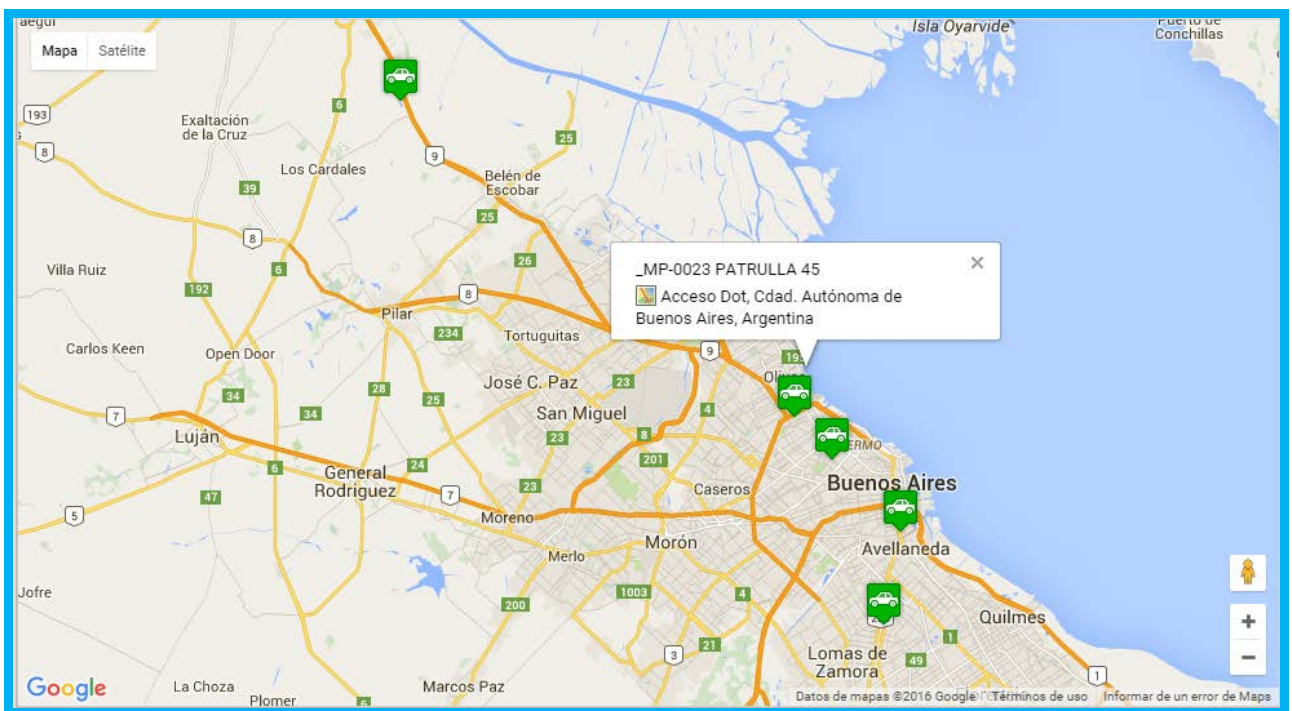 aegui
Mapa Satélite
Isla Oyarvide
Puerto de
Conchillas
193
6
Exaltación
de la Cruz
8
9
25
Los Cardales
39
Belén de
Escobar
25
8
6
26
Villa Ruiz
192
8
_MP-0023 PATRULLA 45
Acceso Dot, Cdad. Autónoma de
Buenos Aires, Argentina
Pilar
234
Tortuguitas
9
Carlos Keen
Open Door
José C. Paz
23
28
34
25
34
4
7
San Miguel
Luján
23
8
6
24
201
General
Rodriguez
7
23
Caseros
Buenos Aires
47
5
Moreno
Morón
Avellaneda
Merlo
Jofre
200
1003
4
Quilmes
1
21
3
Lomas de
Zamora
49
1
Google
La Choza
Plomer
6
Marcos Paz
Datos de mapas ©2016 Google Términos de uso Informar de un error de Maps